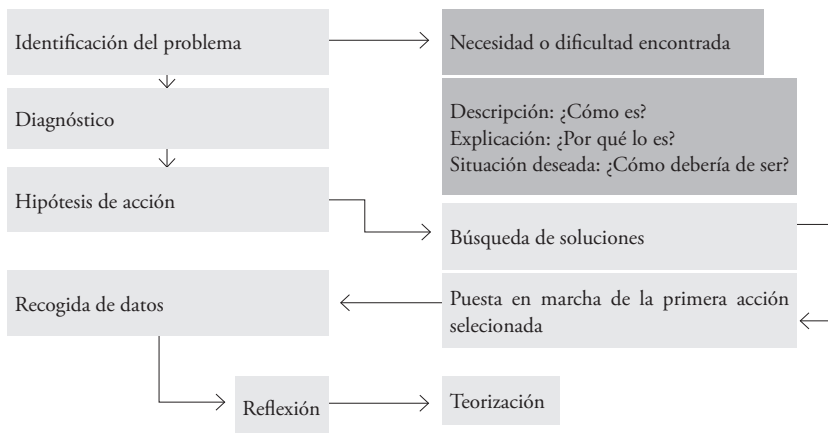 Identificación del problema
Necesidad o dificultad encontrada
Diagnóstico
Descripción: ¿Cómo es?
Explicación: ¿Por qué lo es?
Situación deseada: ¿Cómo debería de ser?
Hipótesis de acción
Búsqueda de soluciones
Recogida de datos
Puesta en marcha de la primera acción
selecionada
Reflexión
Teorización